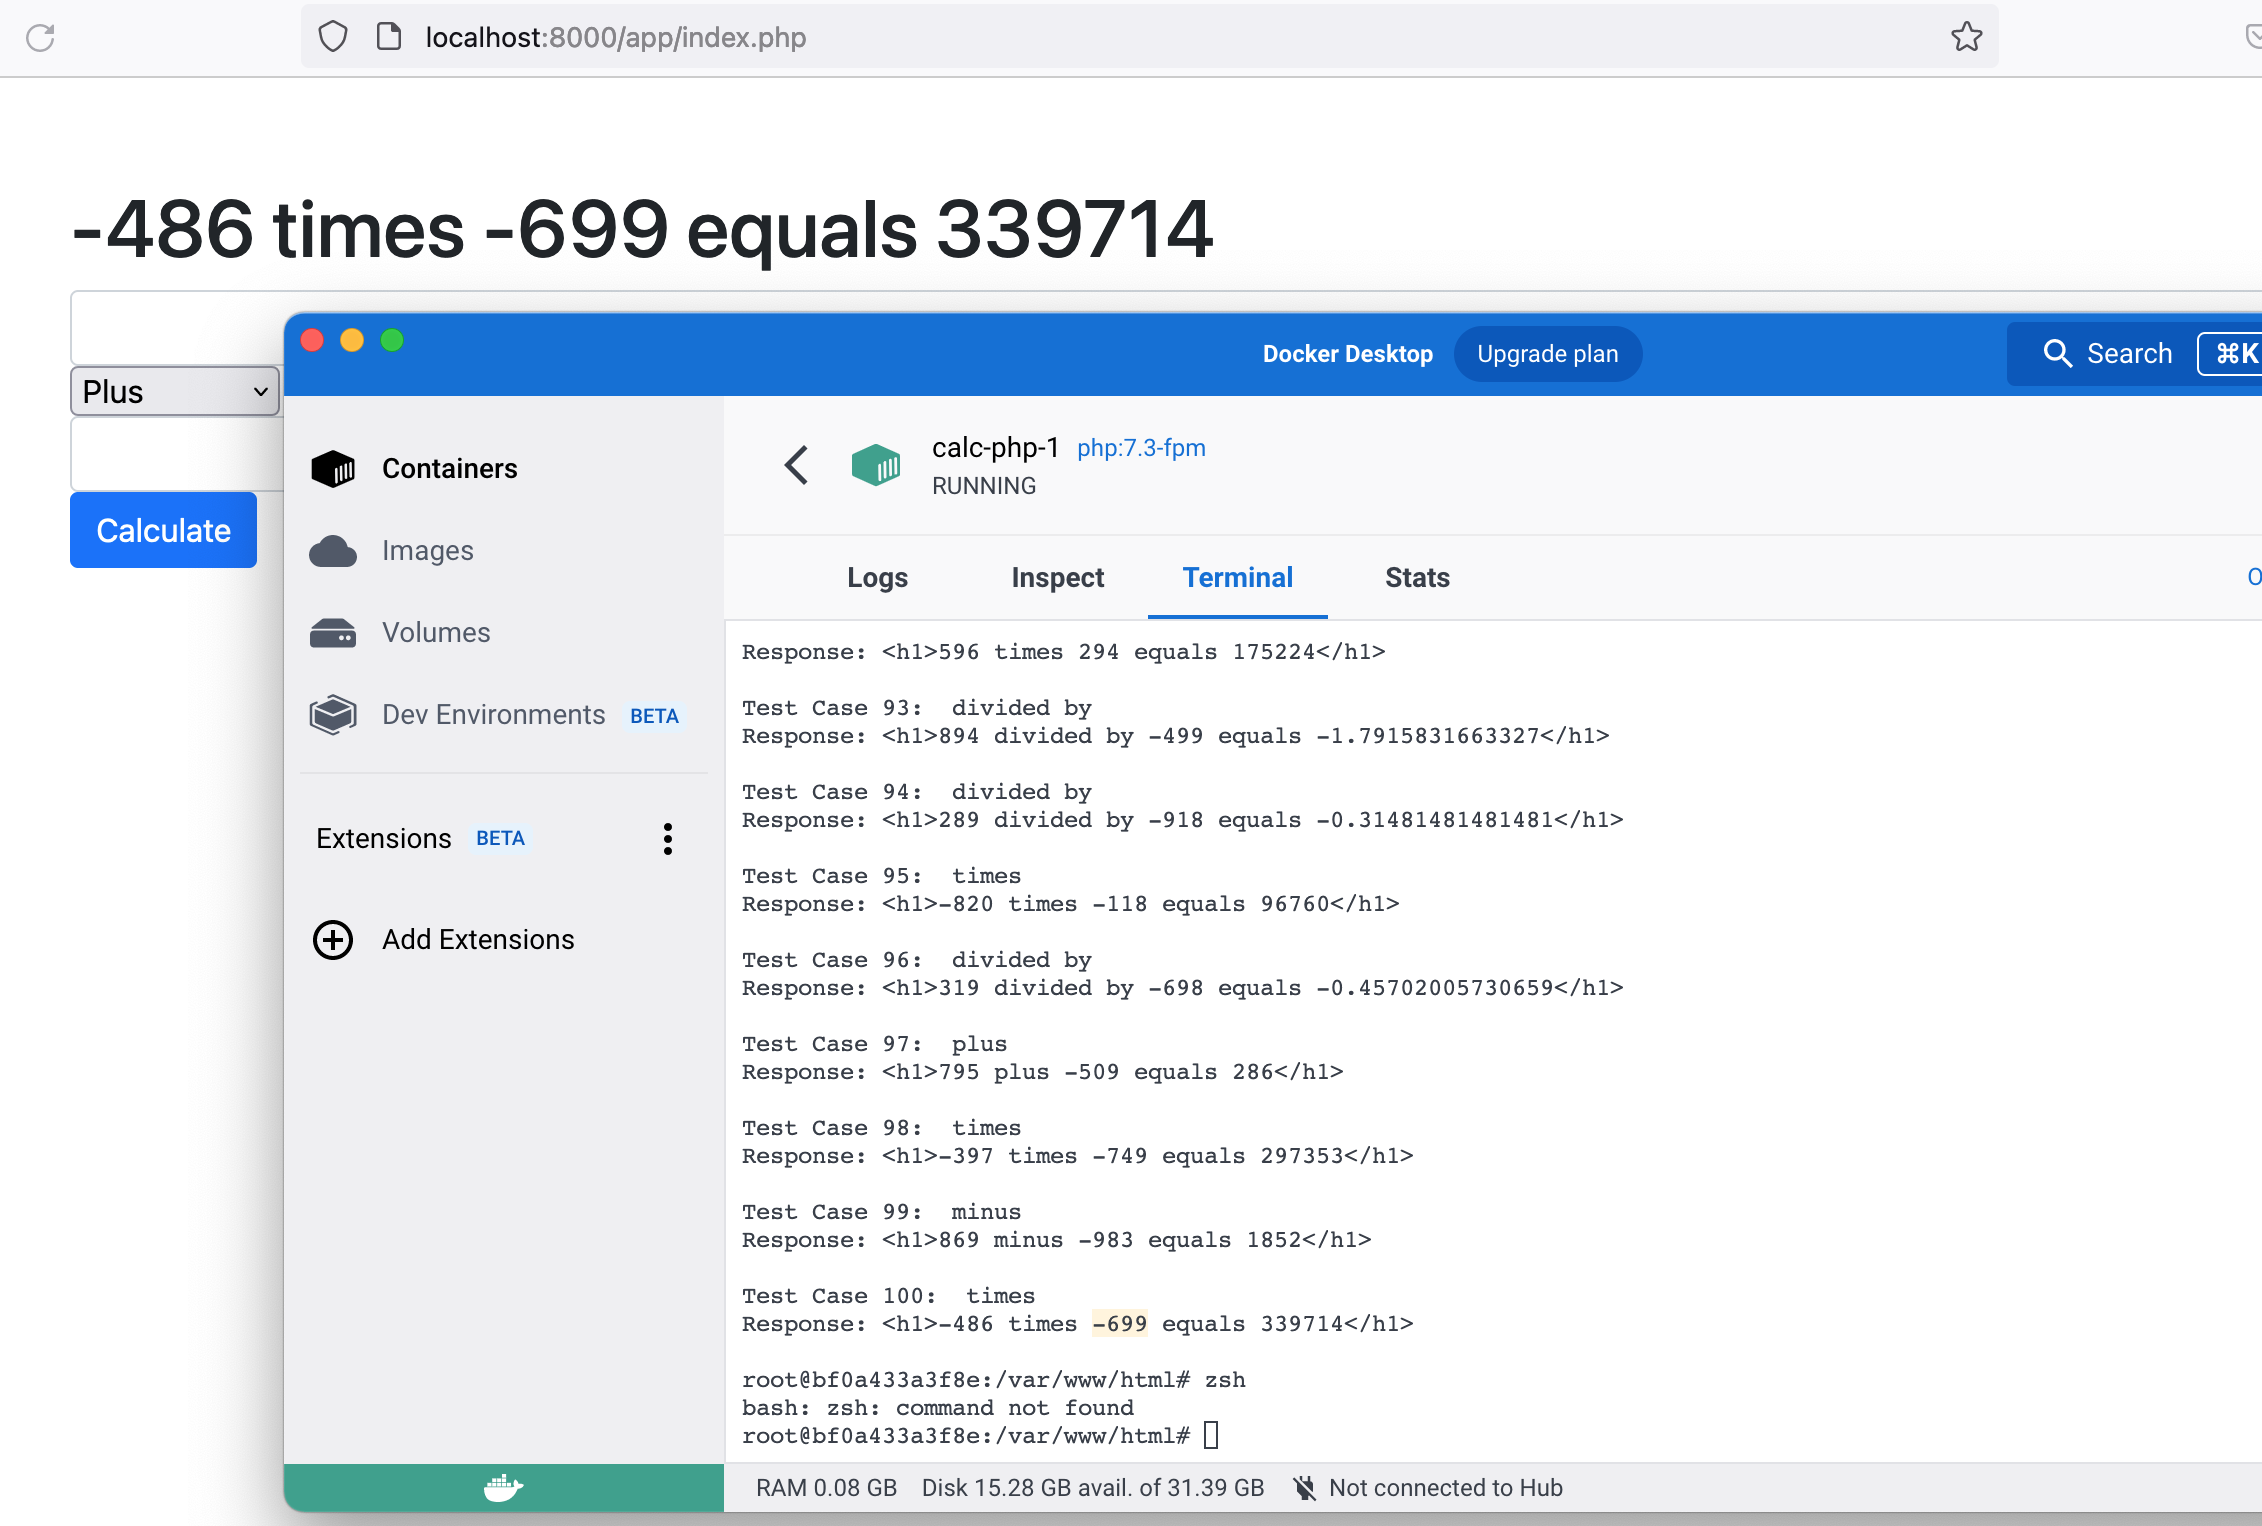 localhost:8000/app/index.php
-486 times -699 equals 339714
Plus
Calculate
Docker Desktop
Upgrade plan
Search
⌘K
Containers
Images
Volumes
Dev Environments BETA
Extensions BETA
Add Extensions
calc-php-1 php:7.3-fpm
RUNNING
Logs Inspect Terminal Stats
Response: <h1>596 times 294 equals 175224</h1>
Test Case 93:  divided by
Response: <h1>894 divided by -499 equals -1.7915831663327</h1>
Test Case 94:  divided by
Response: <h1>289 divided by -918 equals -0.31481481481481</h1>
Test Case 95:  times
Response: <h1>-820 times -118 equals 96760</h1>
Test Case 96:  divided by
Response: <h1>319 divided by -698 equals -0.45702005730659</h1>
Test Case 97:  plus
Response: <h1>795 plus -509 equals 286</h1>
Test Case 98:  times
Response: <h1>-397 times -749 equals 297353</h1>
Test Case 99:  minus
Response: <h1>869 minus -983 equals 1852</h1>
Test Case 100:  times
Response: <h1>-486 times -699 equals 339714</h1>
root@bf0a433a3f8e:/var/www/html# zsh
bash: zsh: command not found
root@bf0a433a3f8e:/var/www/html#
RAM 0.08 GB Disk 15.28 GB avail. of 31.39 GB Not connected to Hub